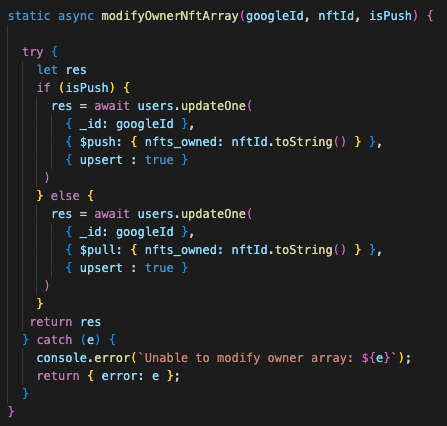 static async modifyOwnerNftArray(googleId, nftId, isPush) {

  try {
    let res
    if (isPush) {
      res = await users.updateOne(
        { _id: googleId },
        { $push: { nfts_owned: nftId.toString() } },
        { upsert : true }
     )
    } else {
      res = await users.updateOne(
        { _id: googleId },
        { $pull: { nfts_owned: nftId.toString() } },
        { upsert : true }
     )
    }
   return res
  } catch (e) {
    console.error(`Unable to modify owner array: ${e}`);
    return { error: e };
  }
}